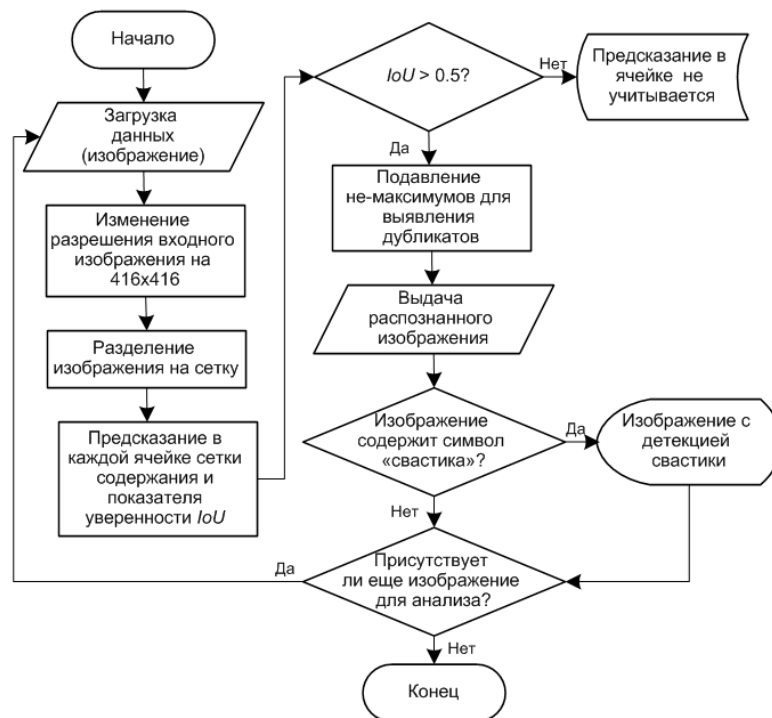 Начало
Загрузка
данных
(изображение)
Изменение
разрешения входного
изображения на
416x416
Разделение
изображения на сетку
Предсказание в
каждой ячейке сетки
содержания и
показателя
уверенности IoU
IoU > 0.5?
Нет
Предсказание в
ячейке не
учитывается
Да
Подавление
не-максимумов для
выявления
дубликатов
Выдача
распознанного
изображения
Изображение
содержит символ
«свастика»?
Да
Изображение с
детекцией
свастики
Нет
Присутствует
ли еще изображение
для анализа?
Да
Нет
Конец